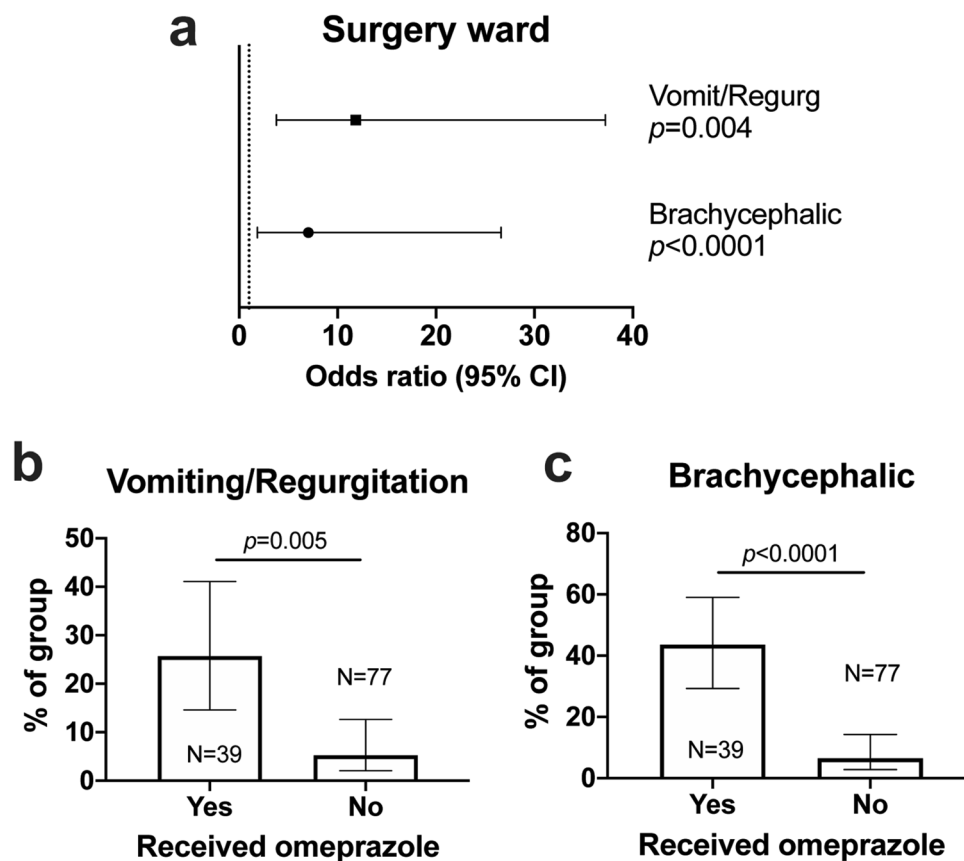 a
Surgery ward
Vomit/Regurg
p=0.004
Brachycephalic
p<0.0001
0 10 20 30 40
Odds ratio (95% CI)
b
Vomiting/Regurgitation
50
40
30
20
10
0
% of group
p=0.005
N=77
N=39
Yes No
Received omeprazole
c
Brachycephalic
80
60
40
20
0
% of group
p<0.0001
N=77
N=39
Yes No
Received omeprazole